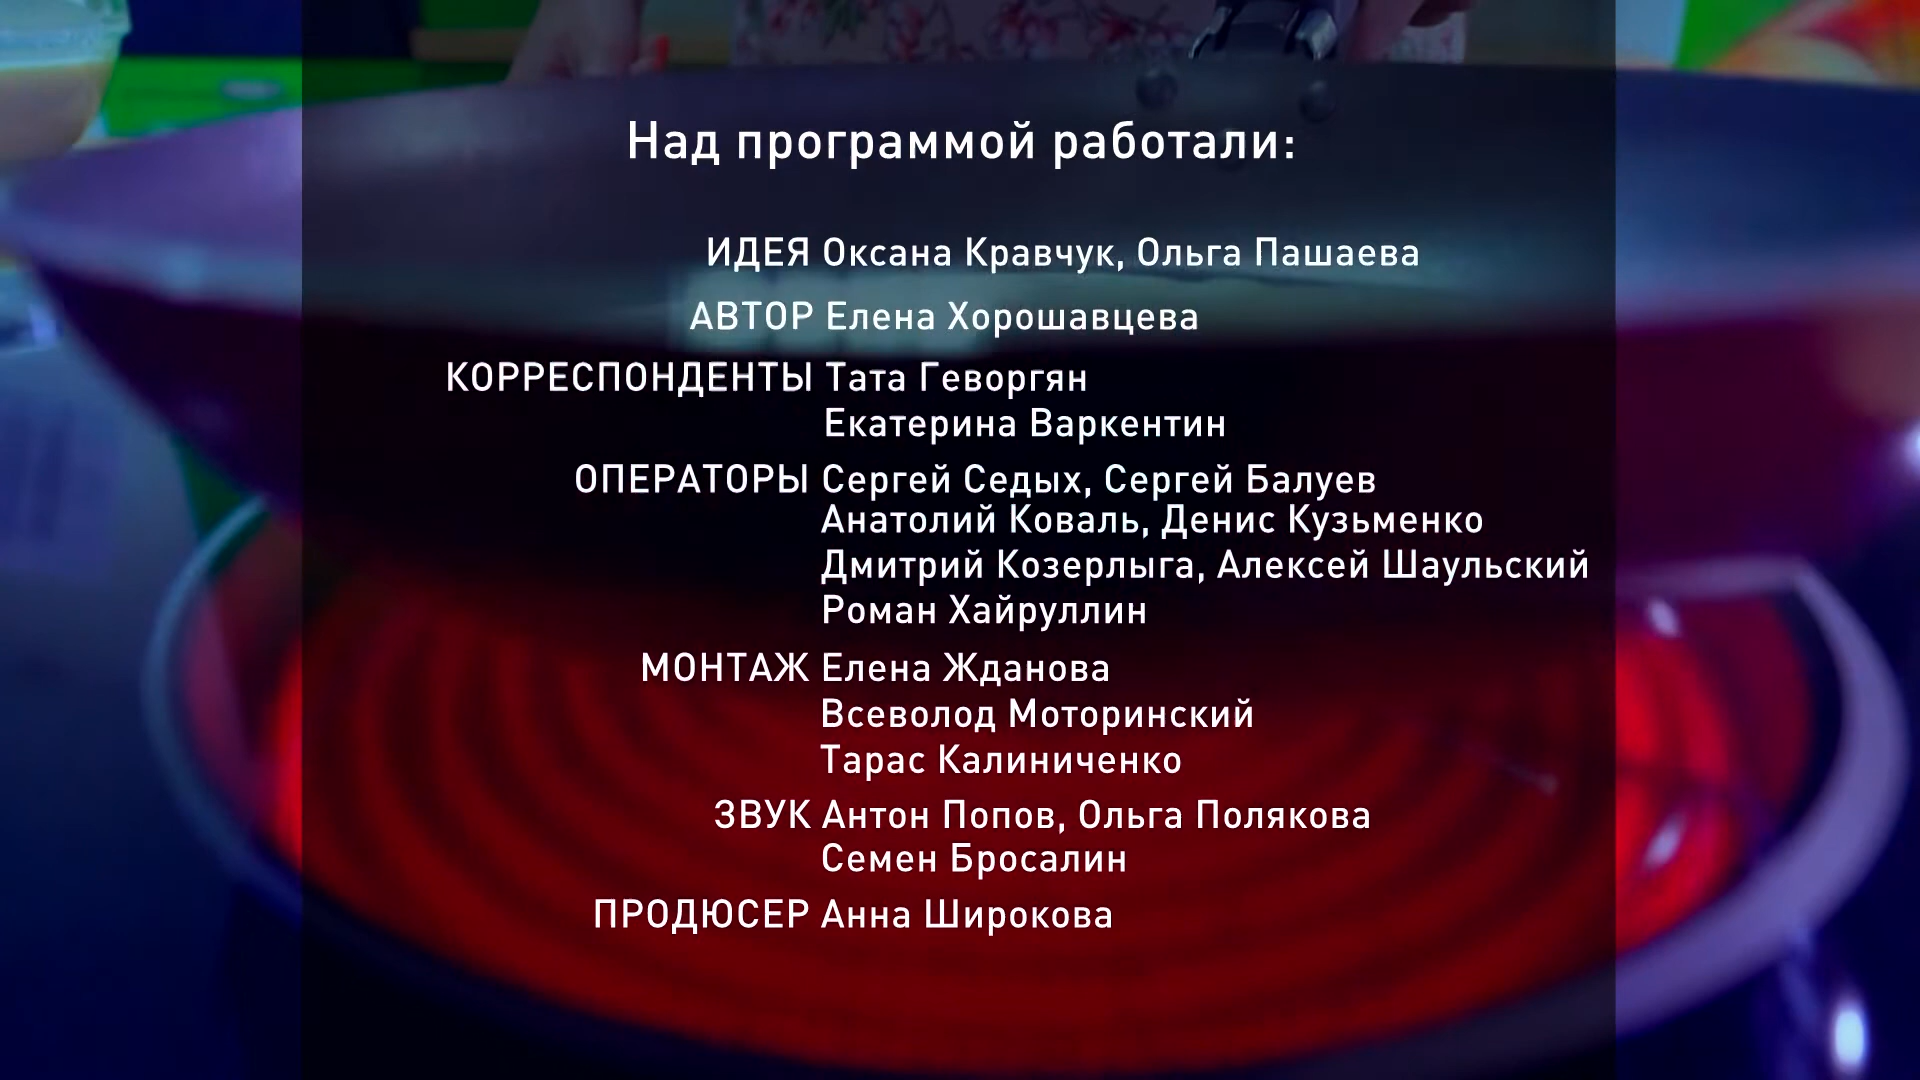 Над программой работали:
ИДЕЯ Оксана Кравчук, Ольга Пашаева
АВТОР Елена Хорошавцева
КОРРЕСПОНДЕНТЫ Тата Геворгян
Екатерина Варкентин
ОПЕРАТОРЫ Сергей Седых, Сергей Балуев
Анатолий Коваль, Денис Кузьменко
Дмитрий Козерлыга, Алексей Шаульский
Роман Хайруллин
МОНТАЖ Елена Жданова
Всеволод Моторинский
Тарас Калиниченко
ЗВУК Антон Попов, Ольга Полякова
Семен Бросалин
ПРОДЮСЕР Анна Широкова